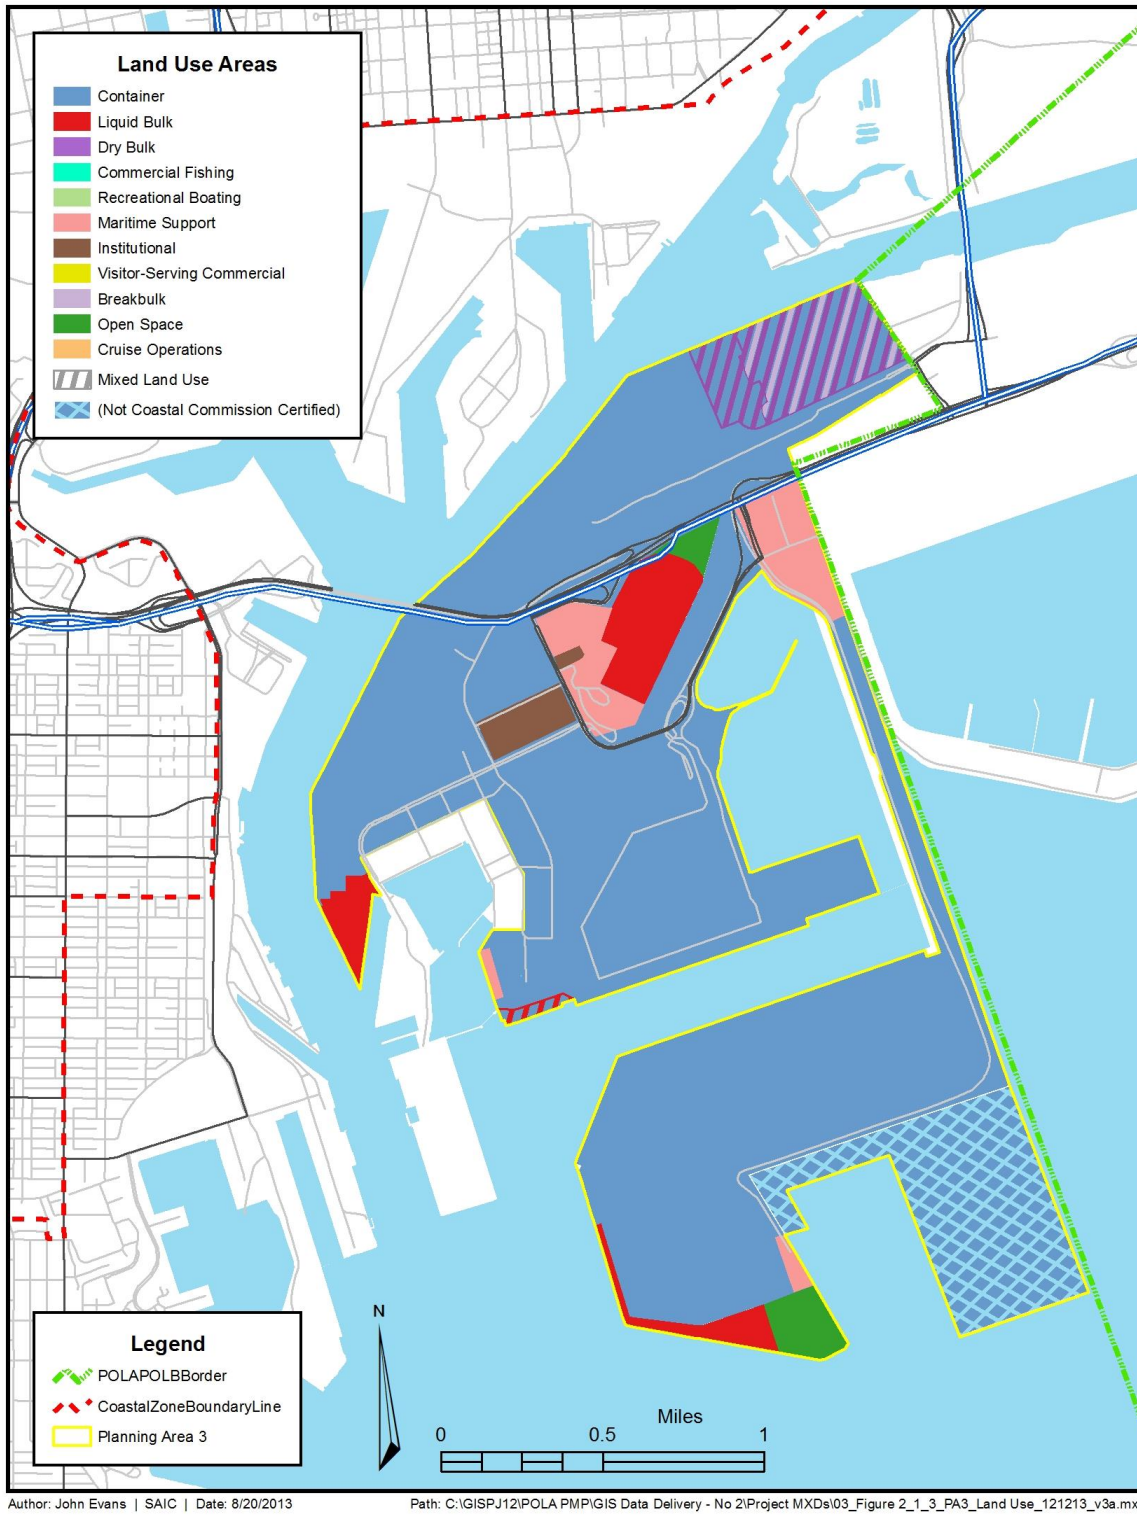 Land Use Areas
Container
Liquid Bulk
Dry Bulk
Commercial Fishing
Recreational Boating
Maritime Support
Institutional
Visitor-Serving Commercial
Breakbulk
Open Space
Cruise Operations
Mixed Land Use
(Not Coastal Commission Certified)
N
Legend
POLAPOLBBorder
CoastalZoneBoundaryLine
Planning Area 3
Miles
0 0.5 1
Author: John Evans | SAIC | Date: 8/20/2013
Path: C:\GISPJ12\POLA PMP\GIS Data Delivery - No 2\Project MXDs\03_Figure 2_1_3_PA3_Land Use_121213_v3a.mx